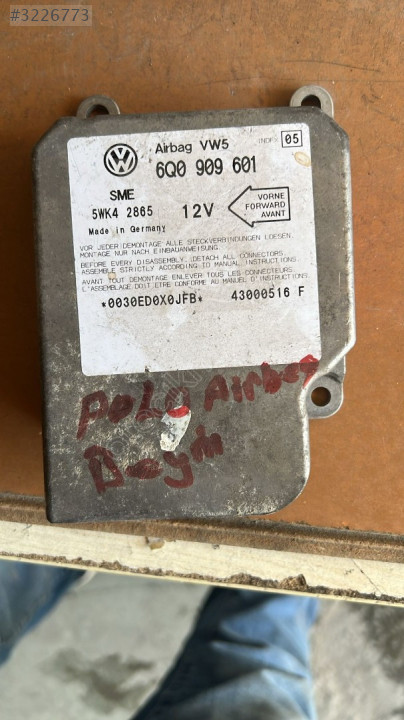 #3226773
Airbag VW5
INDEX 05
6Q0 909 601
SME
5WK4 2865
12V
VORNE
FORWARD
AVANT
Made in Germany
VOR JEDER DEMONTAGE ALLE STECKVERBINDUNGEN LOESEN.
MONTAGE NUR NACH EINBAUANWEISUNG.
BEFORE EVERY DISASSEMBLY, DETACH ALL CONNECTORS.
ASSEMBLE STRICTLY ACCORDING TO MANUAL INSTRUCTIONS.
AVANT TOUT DEMONTAGE ENLEVER TOUS LES CONNECTEURS.
L'ASSEMBLAGE DOIT ETRE CONFORME AU MANUEL D'INSTRUCTIONS
*0030ED0X0JFB* 43000516 F
Polo Airbag
Beyin